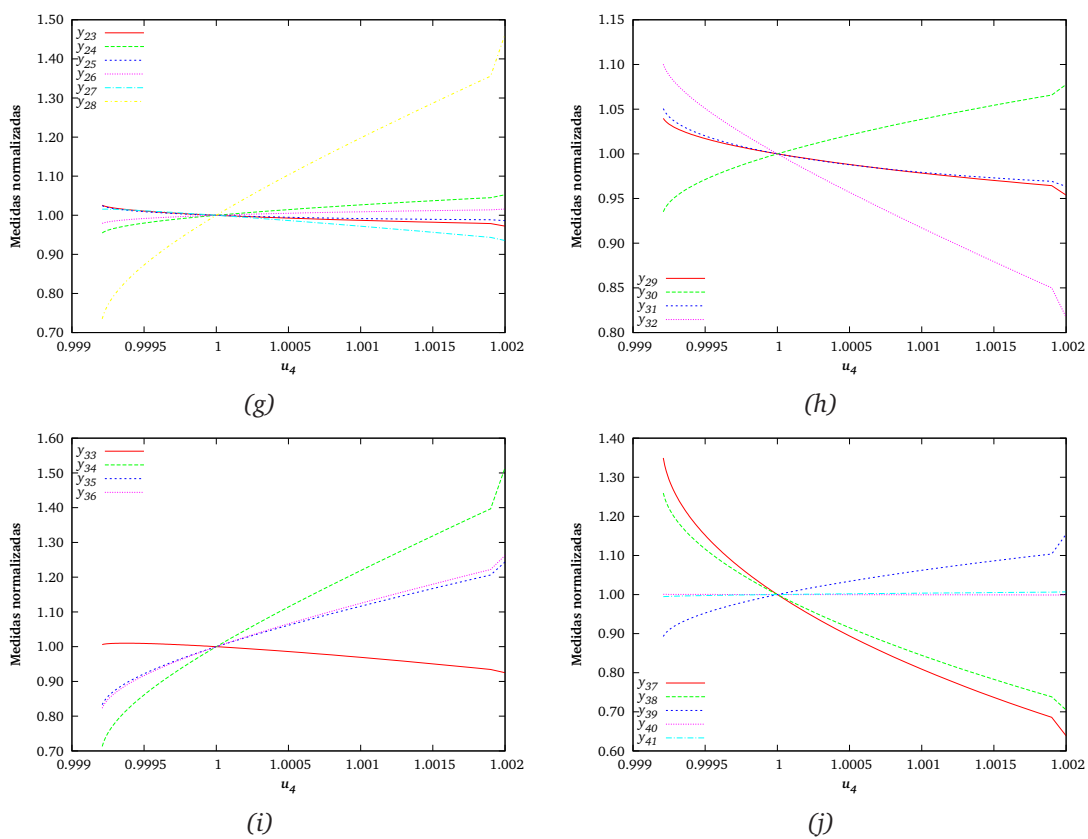 1.50
1.40
1.30
1.20
1.10
1.00
0.90
0.80
0.70
Medidas normalizadas
y23
y24
y25
y26
y27
y28
0.999 0.9995 1 1.0005 1.001 1.0015 1.002
u4
(g)
1.15
1.10
1.05
1.00
0.95
0.90
0.85
0.80
Medidas normalizadas
y29
y30
y31
y32
0.999 0.9995 1 1.0005 1.001 1.0015 1.002
u4
(h)
1.60
1.50
1.40
1.30
1.20
1.10
1.00
0.90
0.80
0.70
Medidas normalizadas
y33
y34
y35
y36
0.999 0.9995 1 1.0005 1.001 1.0015 1.002
u4
(i)
1.40
1.30
1.20
1.10
1.00
0.90
0.80
0.70
0.60
Medidas normalizadas
y37
y38
y39
y40
y41
0.999 0.9995 1 1.0005 1.001 1.0015 1.002
u4
(j)